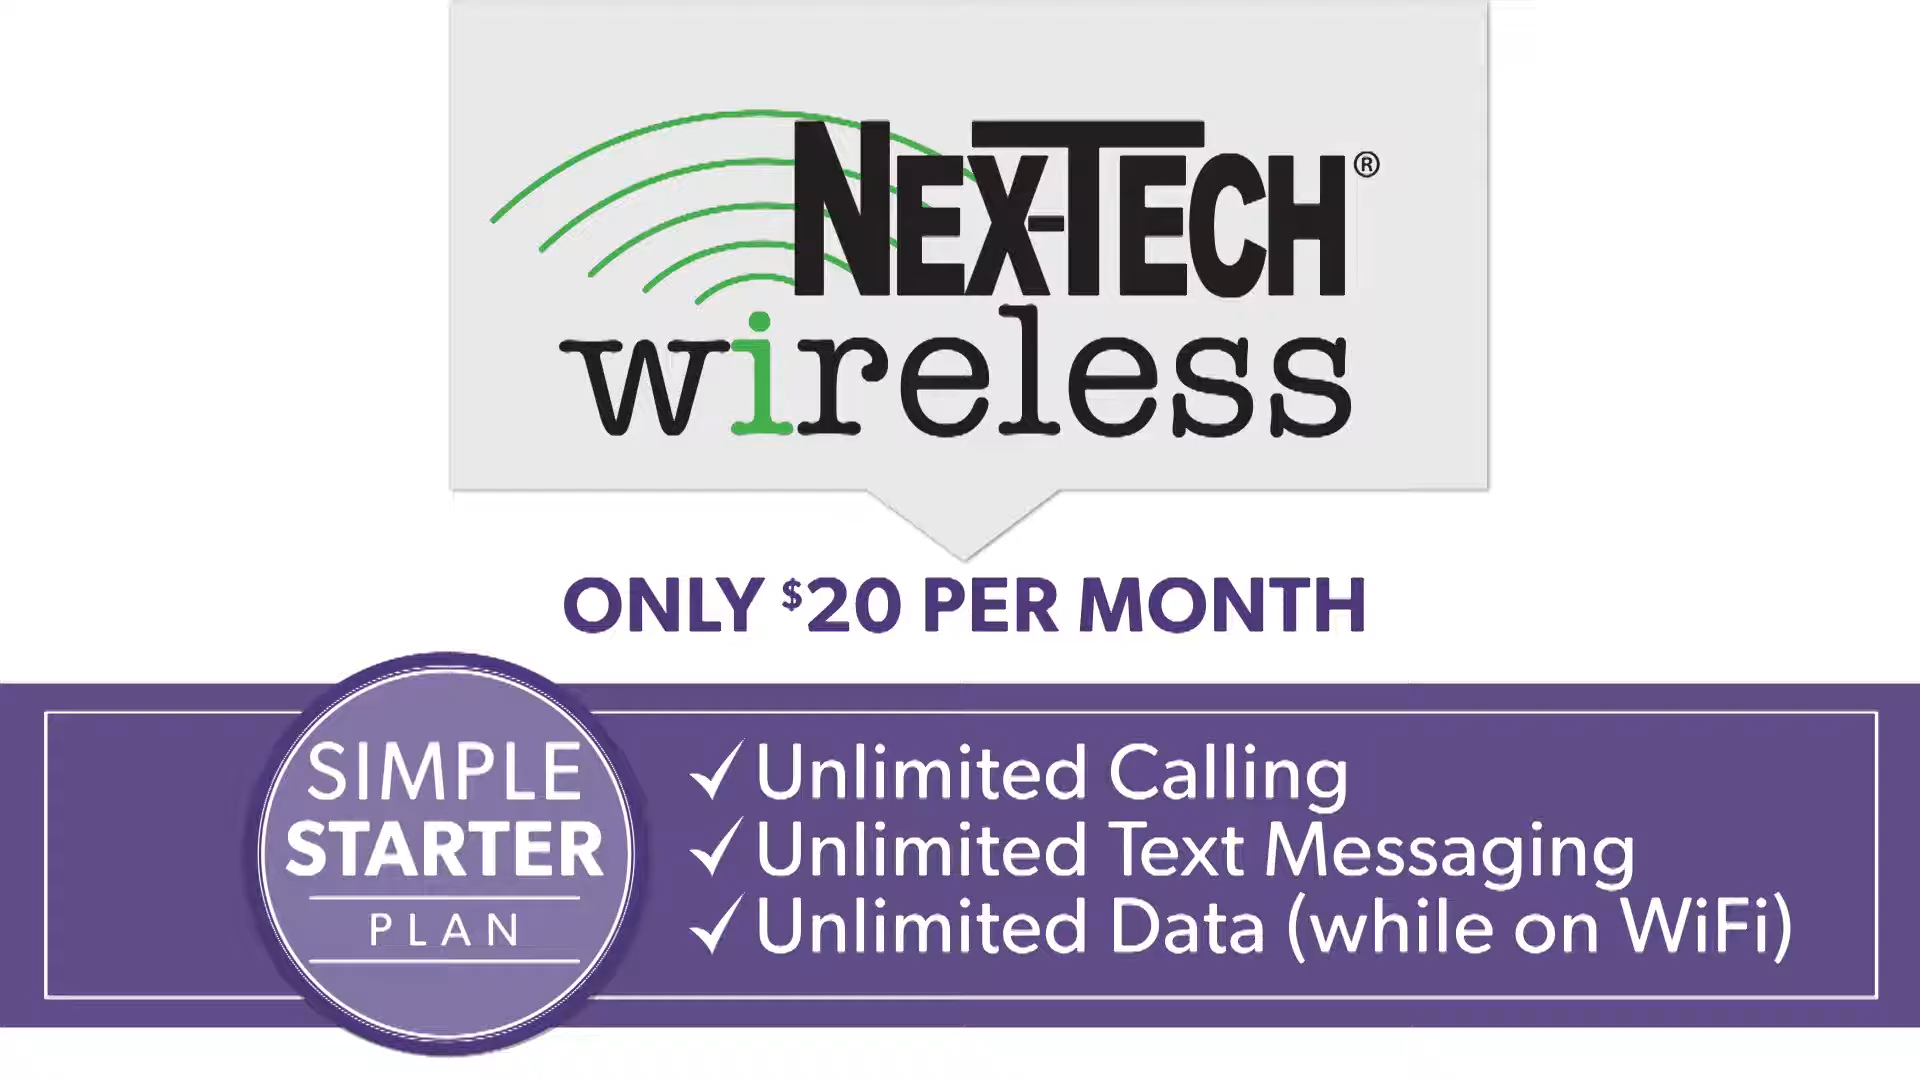 NEX-TECH®
wireless
ONLY $20 PER MONTH
SIMPLE
STARTER
PLAN
✓Unlimited Calling
✓Unlimited Text Messaging
✓Unlimited Data (while on WiFi)